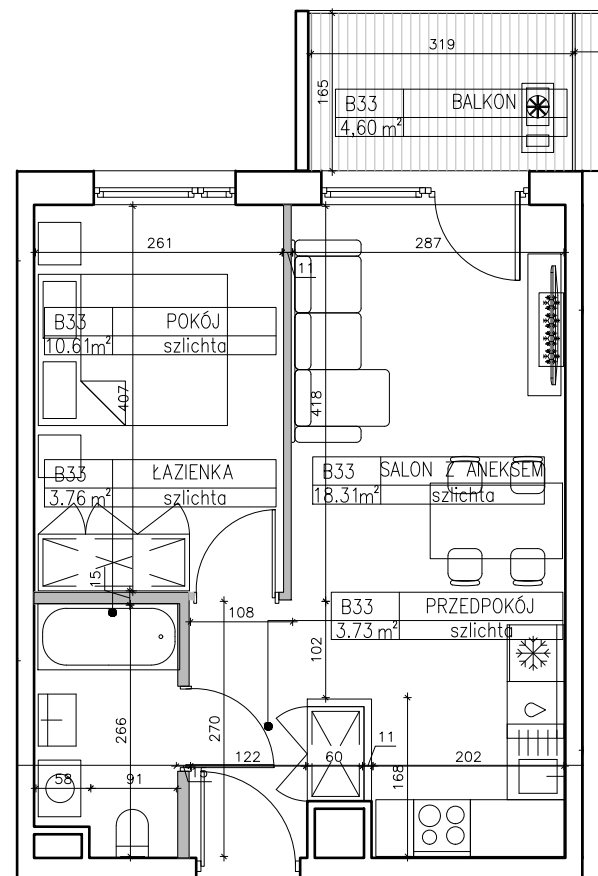 319
165
B33 BALKON
4,60 m²
261
287
11
B33 POKÓJ
10.61m² szlichta
407
418
B33 ŁAZIENKA
3.76 m² szlichta
B33 SALON Z ANEKSEM
18.31m² szlichta
15
B33 PRZEDPOKÓJ
3.73 m² szlichta
108
102
266
270
122
60
11
202
168
58
91
15